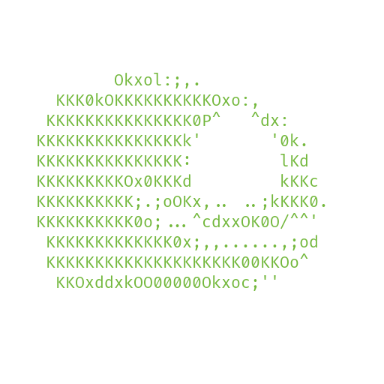 Okxol:;,.
KKK0kOKKKKKKKKKKOxo:,
KKKKKKKKKKKKKKK0P^ ^dx:
KKKKKKKKKKKKKKKk' '0k.
KKKKKKKKKKKKKKK: lKd
KKKKKKKKKOx0KKKd kKKc
KKKKKKKKKK;.;oOKx,.. ..;kKKK0.
KKKKKKKKKK0o;...^cdxxOK0O/^^'
KKKKKKKKKKKKK0x;,,......,;od
KKKKKKKKKKKKKKKKKKKK00KKOo^
KKOxddxkOO00000Okxoc;''